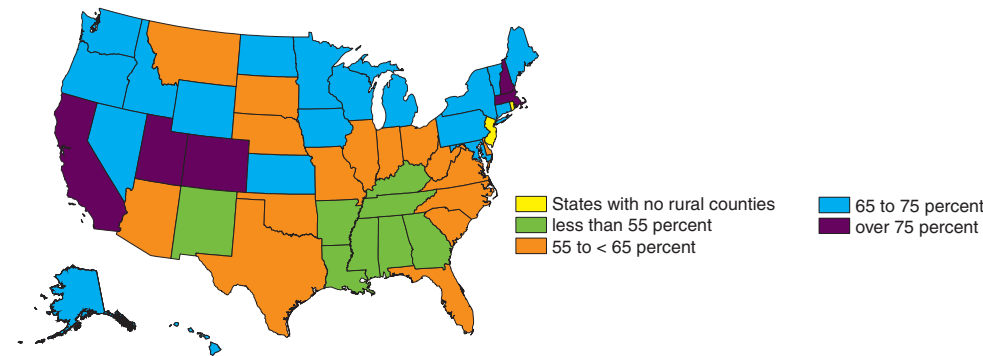 States with no rural counties
less than 55 percent
55 to < 65 percent
65 to 75 percent
over 75 percent